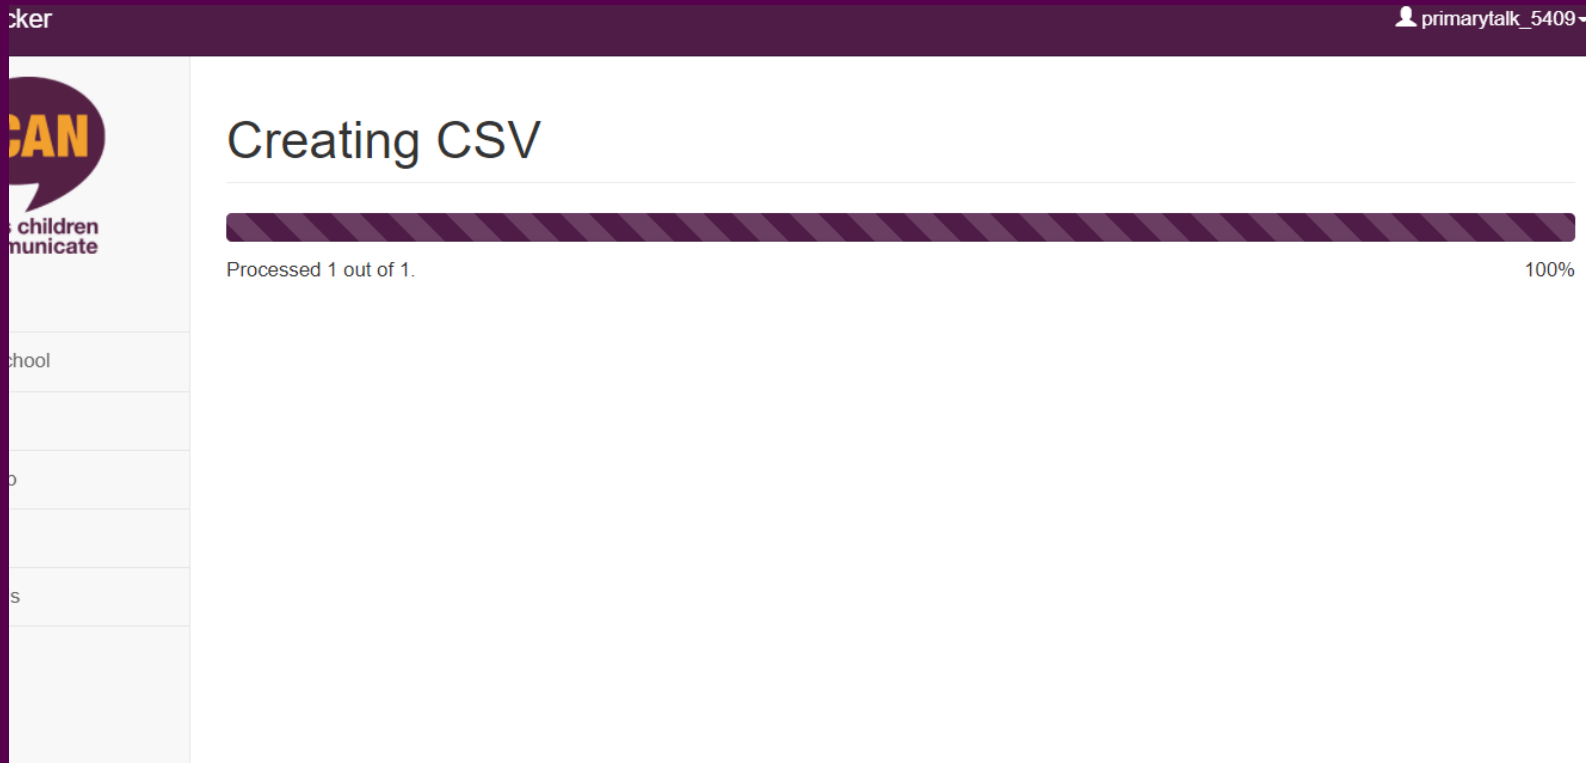 cker
primarytalk_5409
CAN
s children
municate
Creating CSV
Processed 1 out of 1.
100%
chool
o
s